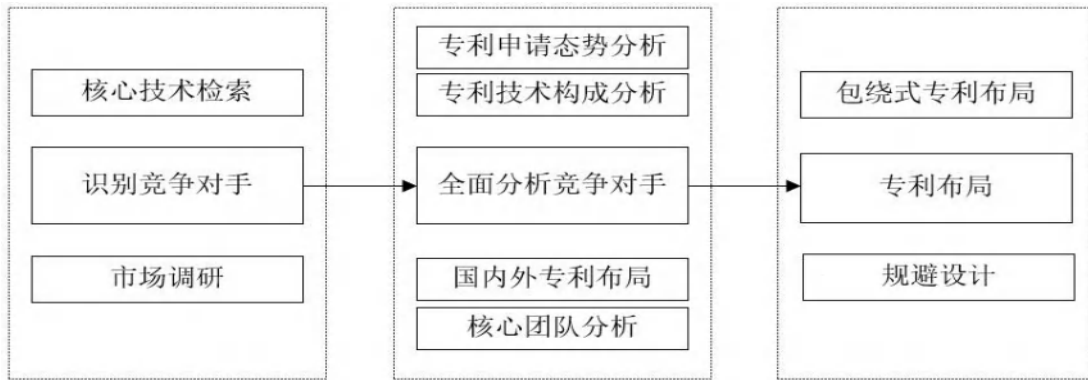 核心技术检索
识别竞争对手
市场调研
专利申请态势分析
专利技术构成分析
全面分析竞争对手
国内外专利布局
核心团队分析
包绕式专利布局
专利布局
规避设计